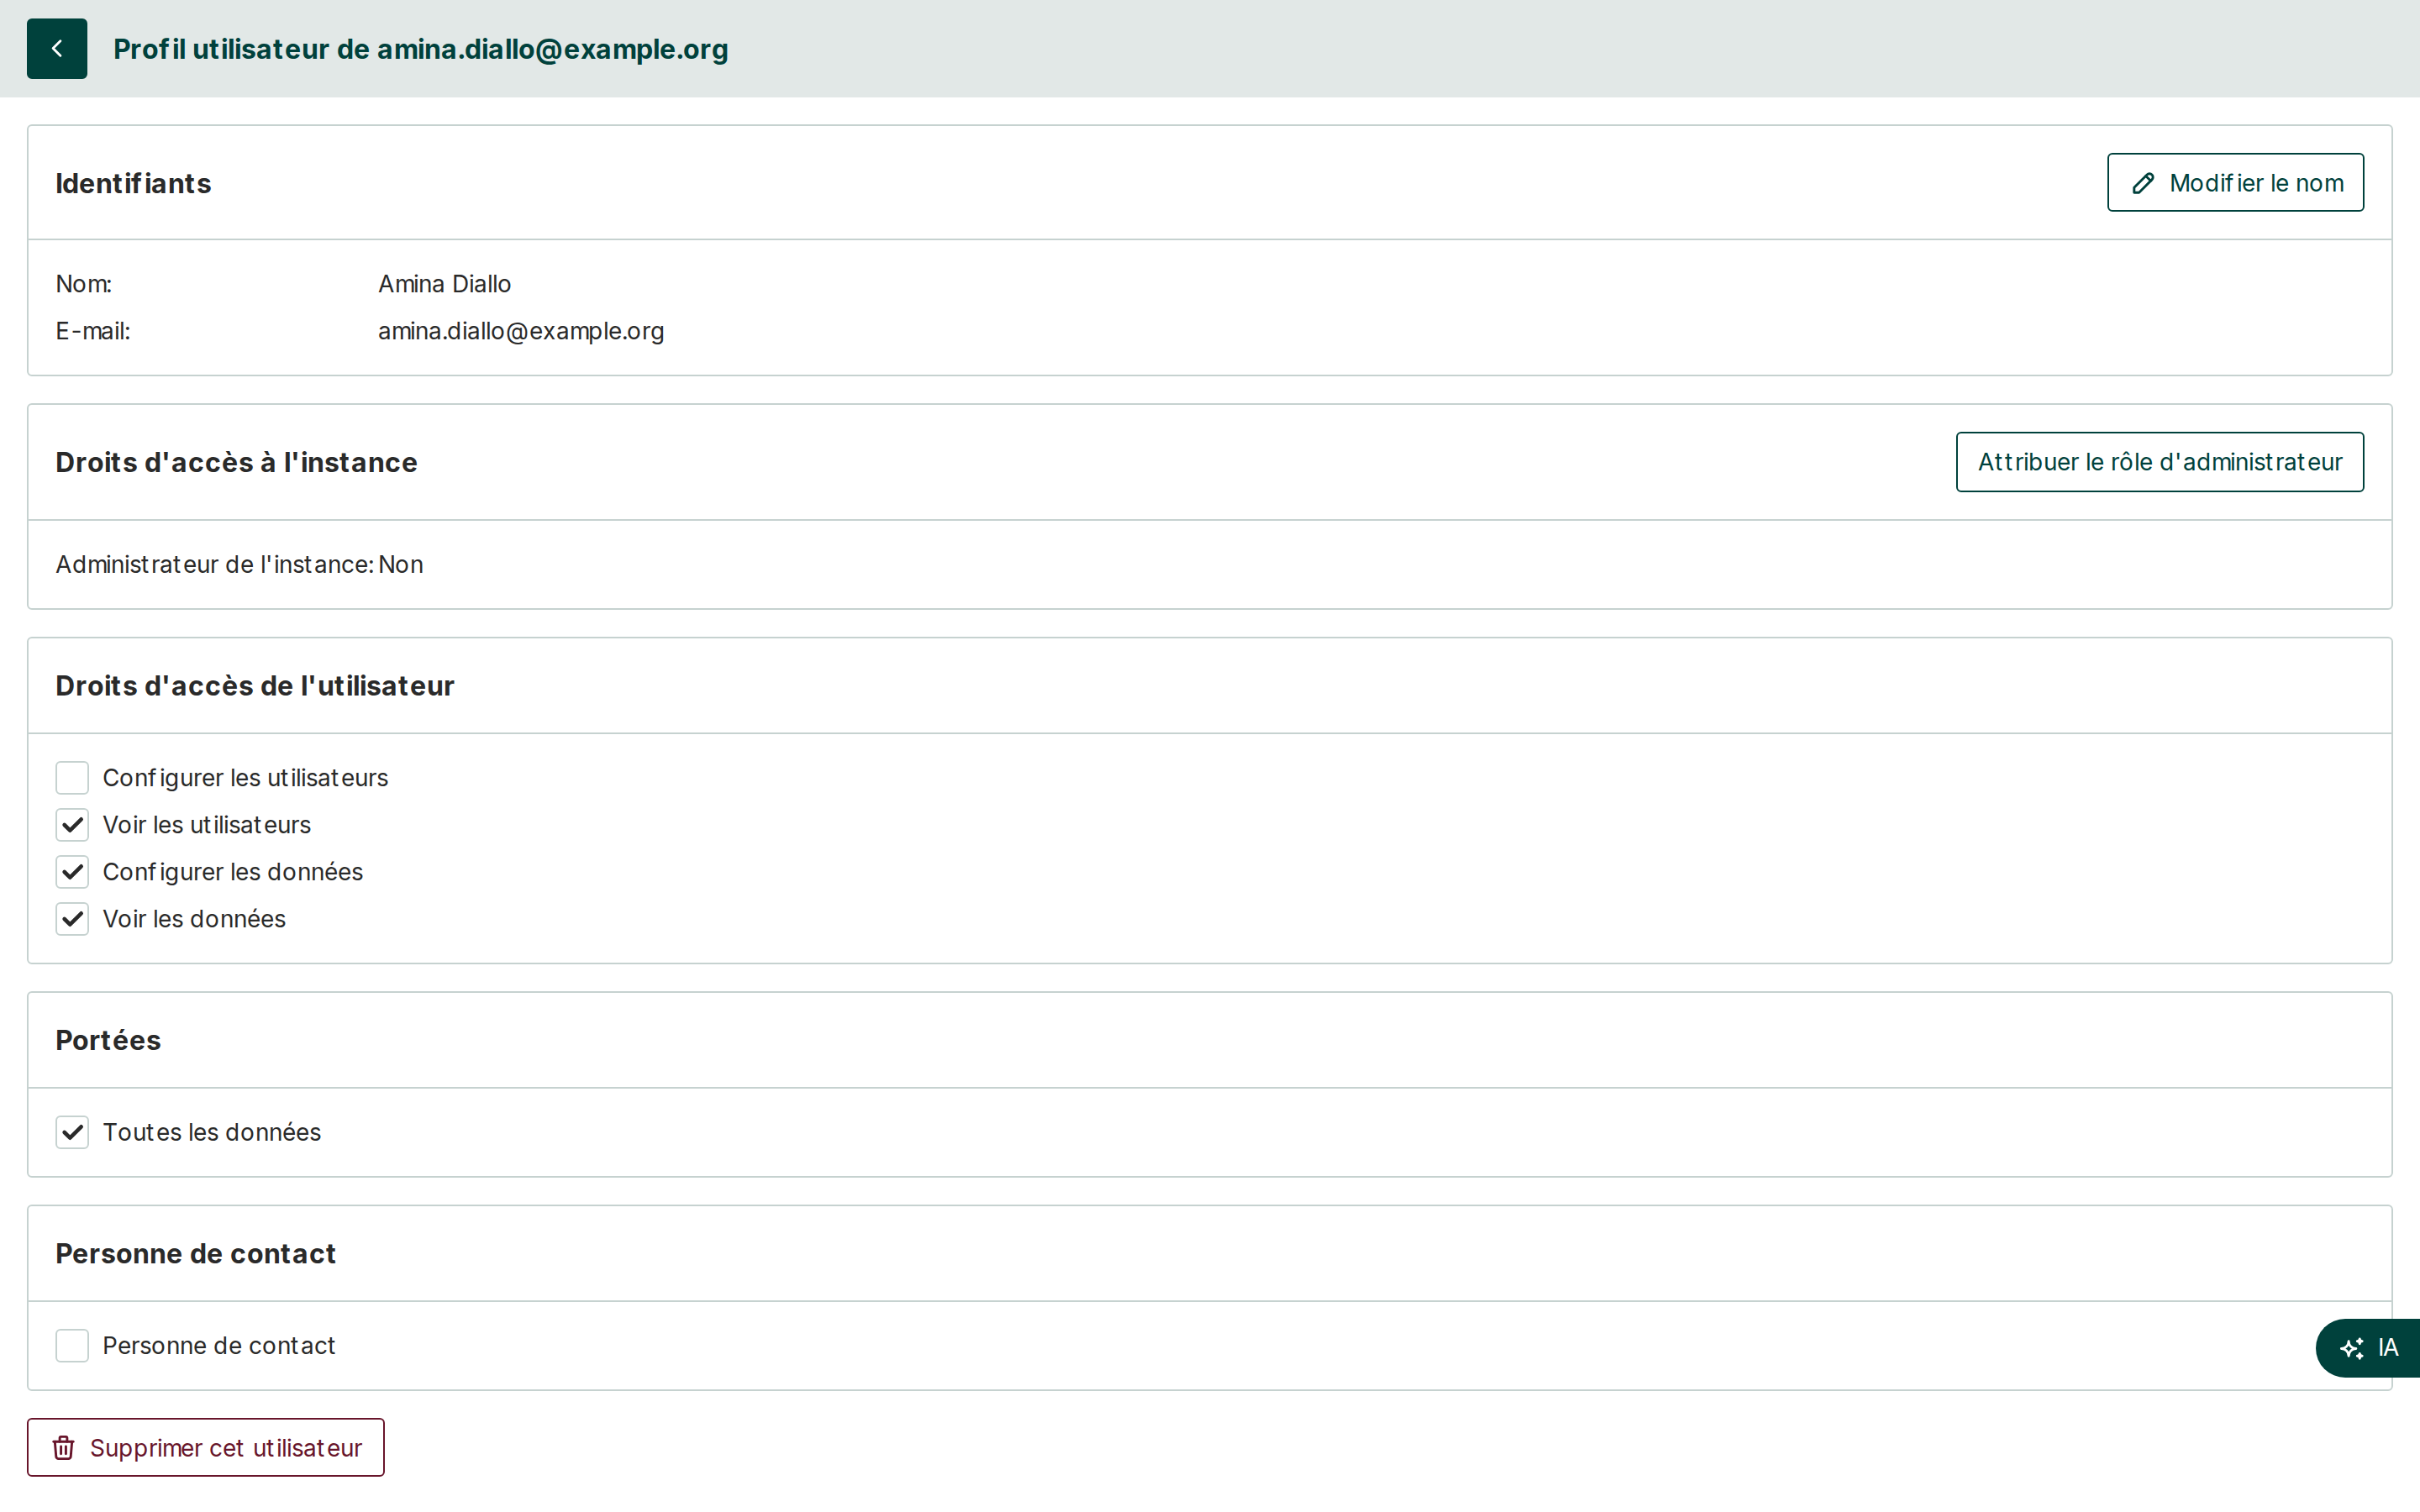 Profil utilisateur de amina.diallo@example.org
Identifiants
Modifier le nom
Nom: Amina Diallo
E-mail: amina.diallo@example.org
Droits d'accès à l'instance
Attribuer le rôle d'administrateur
Administrateur de l'instance: Non
Droits d'accès de l'utilisateur
Configurer les utilisateurs
Voir les utilisateurs
Configurer les données
Voir les données
Portées
Toutes les données
Personne de contact
Personne de contact
IA
Supprimer cet utilisateur